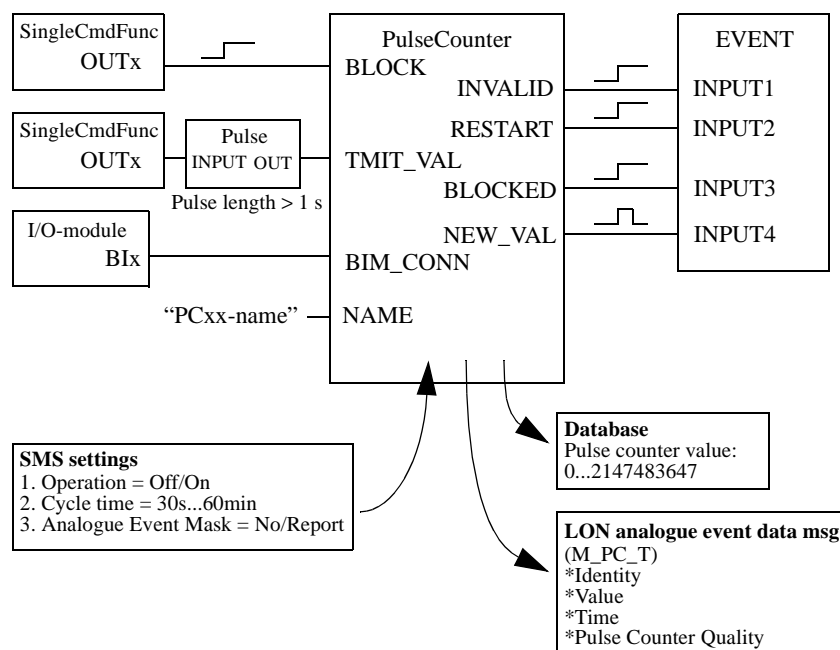 SingleCmdFunc
OUTx
SingleCmdFunc
OUTx
Pulse
INPUT OUT
Pulse length > 1 s
I/O-module
BIx
“PCxx-name”
PulseCounter
BLOCK
INVALID
RESTART
TMIT_VAL
BLOCKED
NEW_VAL
BIM_CONN
NAME
EVENT
INPUT1
INPUT2
INPUT3
INPUT4
SMS settings
1. Operation = Off/On
2. Cycle time = 30s...60min
3. Analogue Event Mask = No/Report
Database
Pulse counter value:
0...2147483647
LON analogue event data msg
(M_PC_T)
*Identity
*Value
*Time
*Pulse Counter Quality